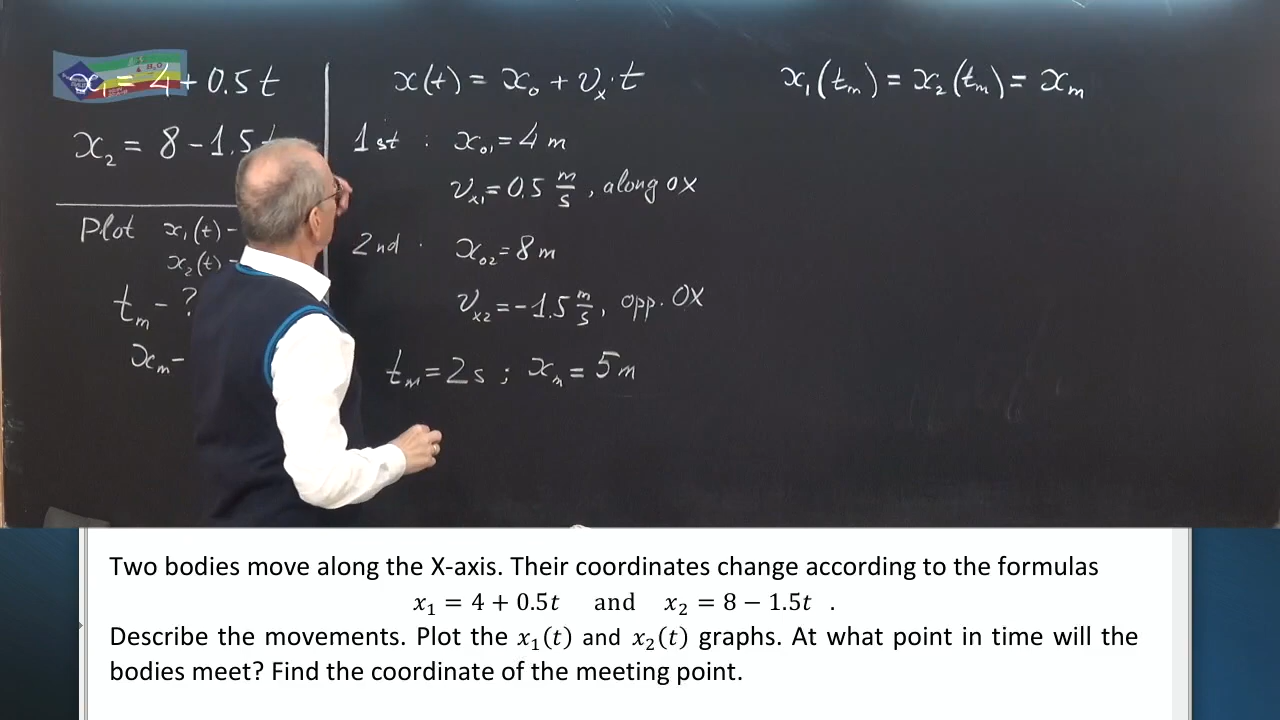 x₁ = 4 + 0.5t
x₂ = 8 - 1.5t
Plot x₁(t) -
x₂(t) -
tₘ - ?
xₘ -
x(t) = x₀ + vₓ · t
1st : x₀₁ = 4 m
vₓ₁ = 0.5 m/s , along OX
2nd : x₀₂ = 8 m
vₓ₂ = -1.5 m/s , opp. OX
tₘ = 2 s ; xₘ = 5 m
x₁(tₘ) = x₂(tₘ) = xₘ
Two bodies move along the X-axis. Their coordinates change according to the formulas
x₁ = 4 + 0.5t and x₂ = 8 − 1.5t .
Describe the movements. Plot the x₁(t) and x₂(t) graphs. At what point in time will the
bodies meet? Find the coordinate of the meeting point.